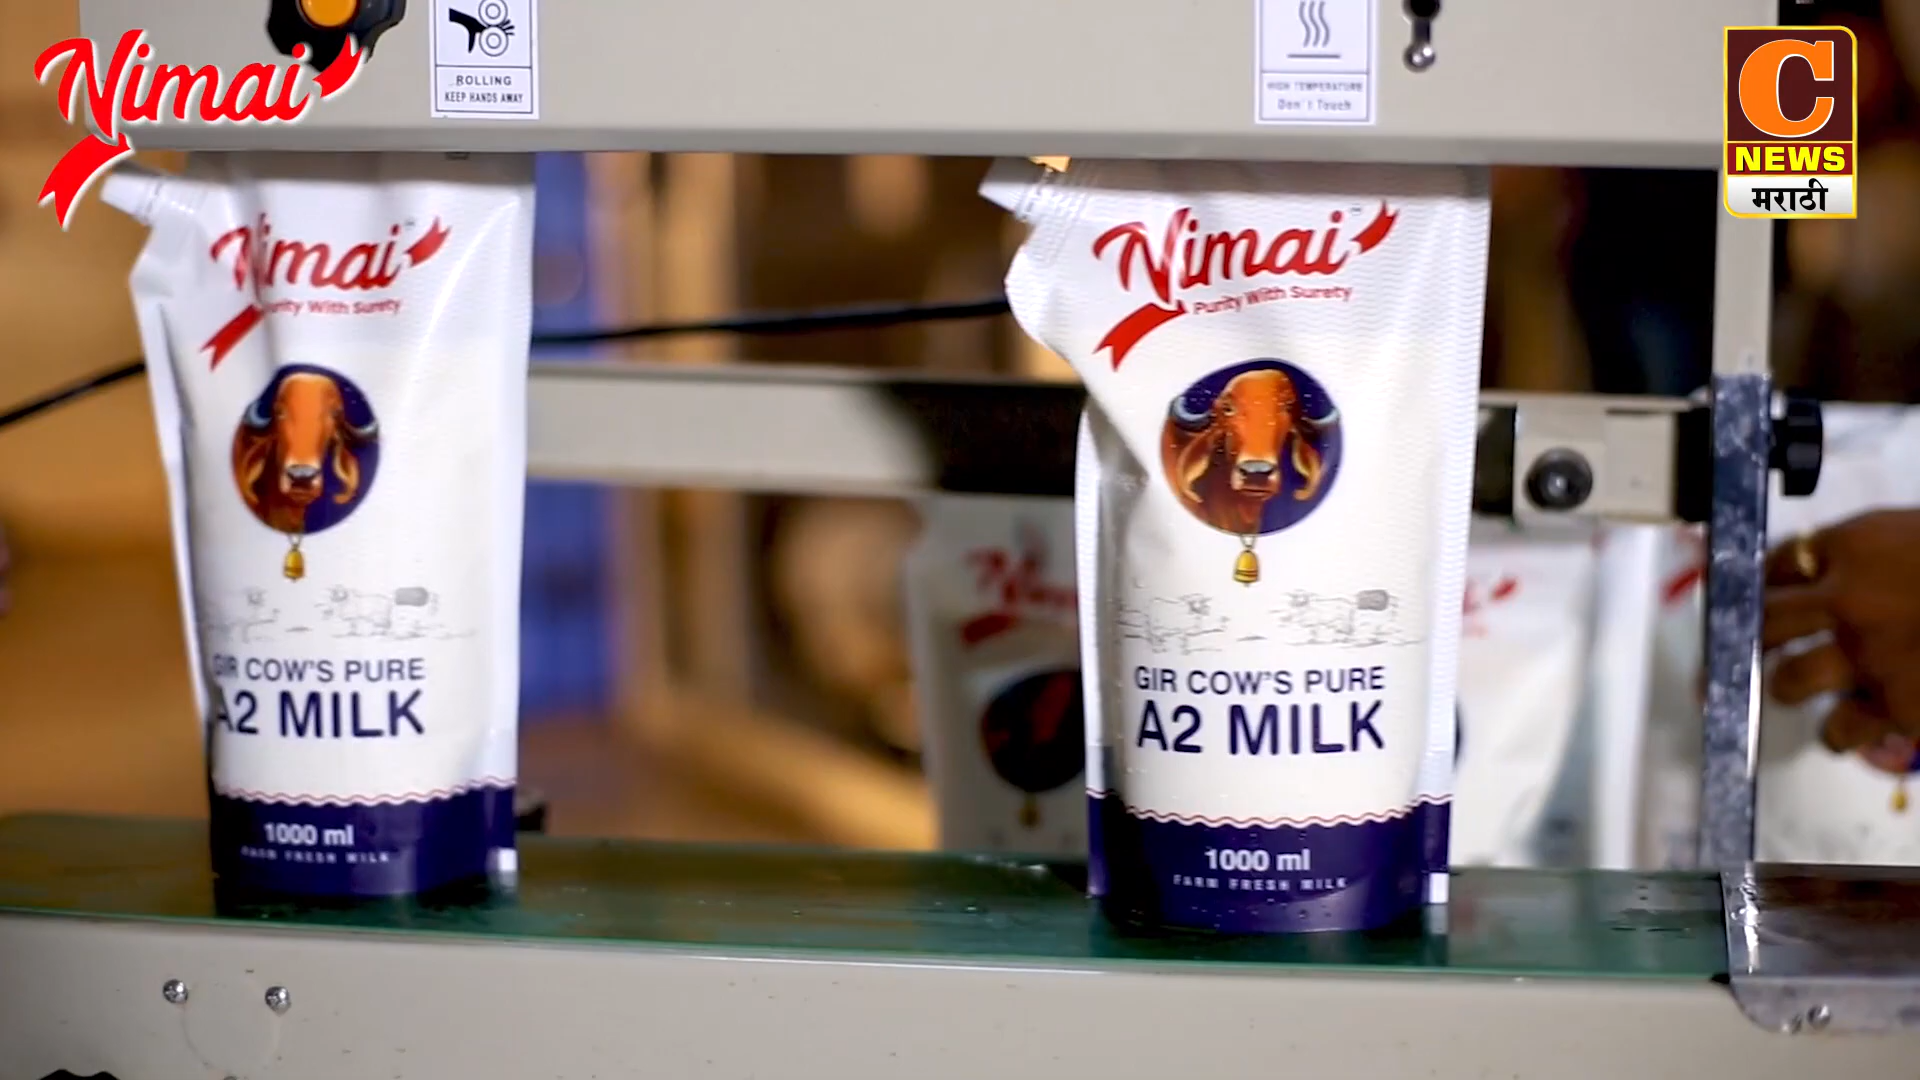 Nimai
ROLLING
KEEP HANDS AWAY
HIGH TEMPERATURE
Don't Touch
C
NEWS
मराठी
Nimai
Purity With Surety
GIR COW'S PURE
A2 MILK
1000 ml
FARM FRESH MILK
Nimai
Purity With Surety
GIR COW'S PURE
A2 MILK
1000 ml
FARM FRESH MILK